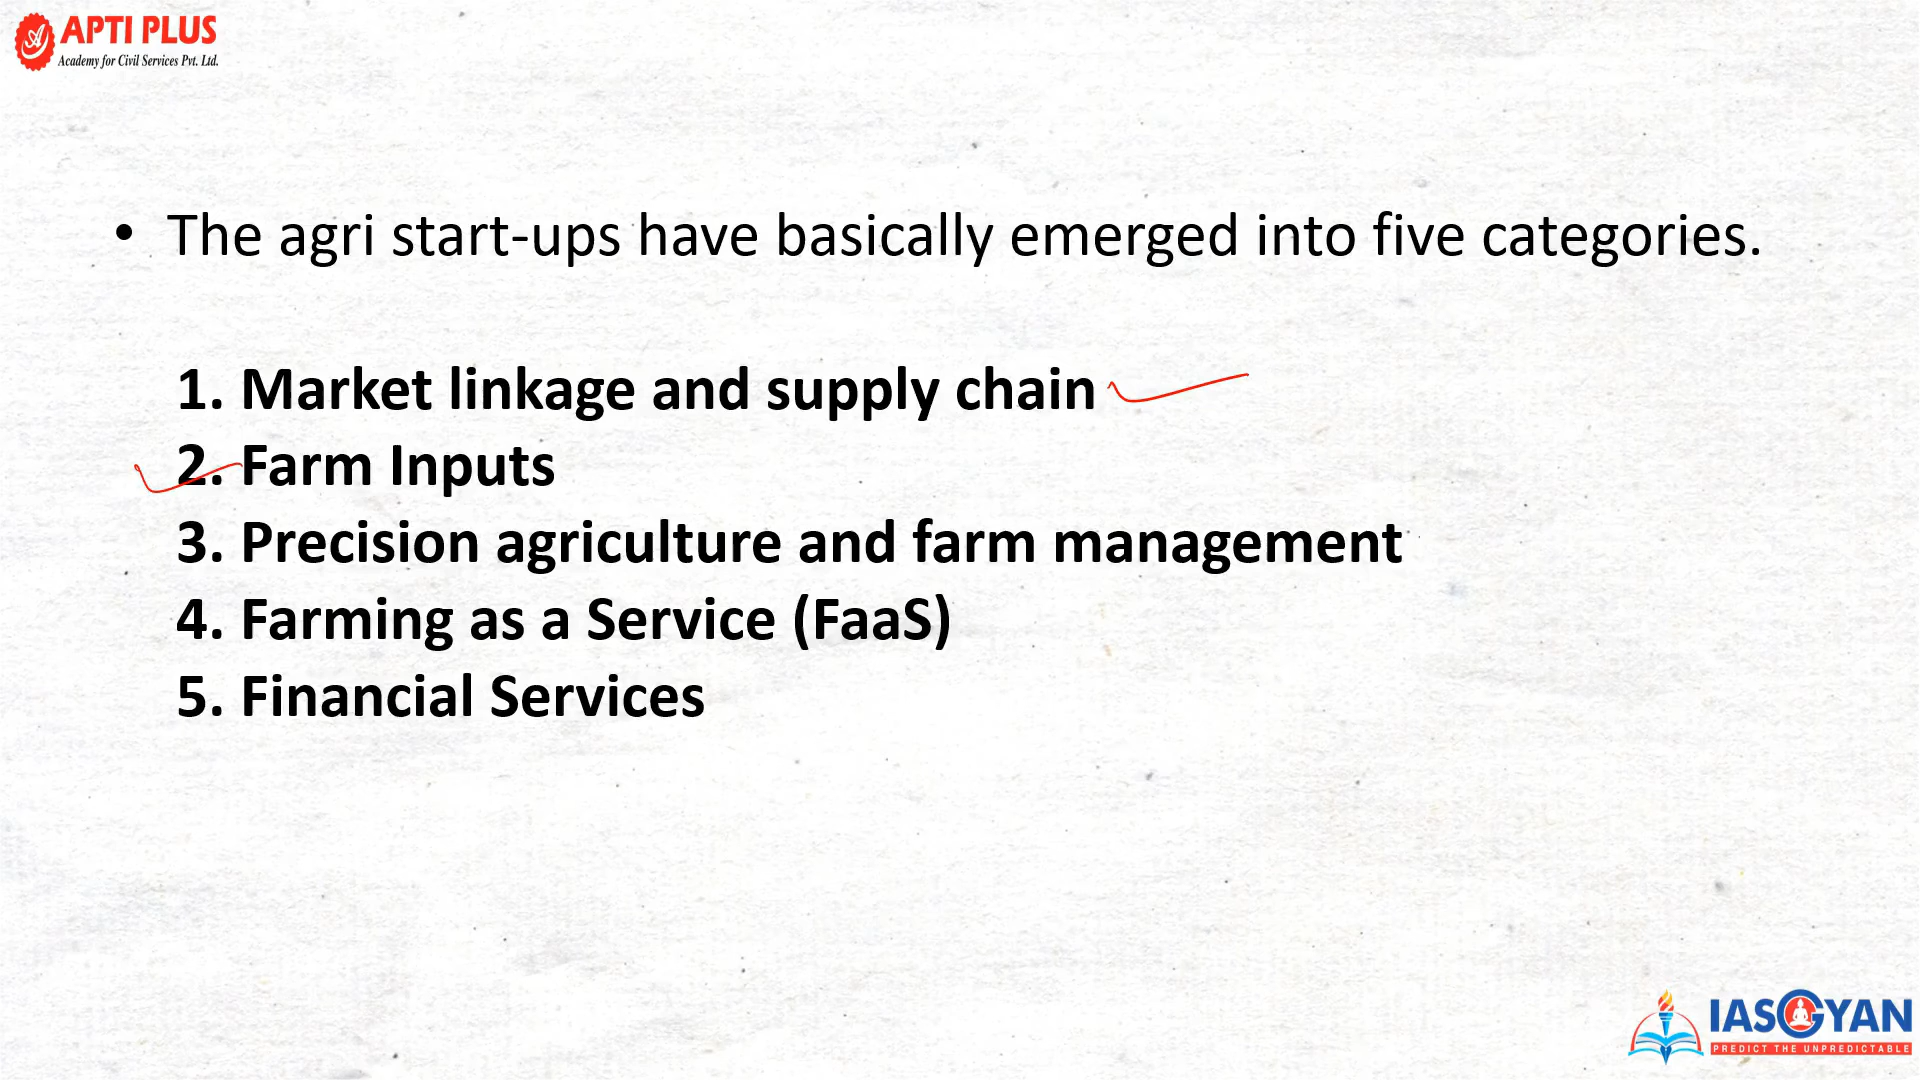 APTI PLUS
Academy for Civil Services Pvt. Ltd.
• The agri start-ups have basically emerged into five categories.
1. Market linkage and supply chain
2. Farm Inputs
3. Precision agriculture and farm management
4. Farming as a Service (FaaS)
5. Financial Services
IASGYAN
PREDICT THE UNPREDICTABLE